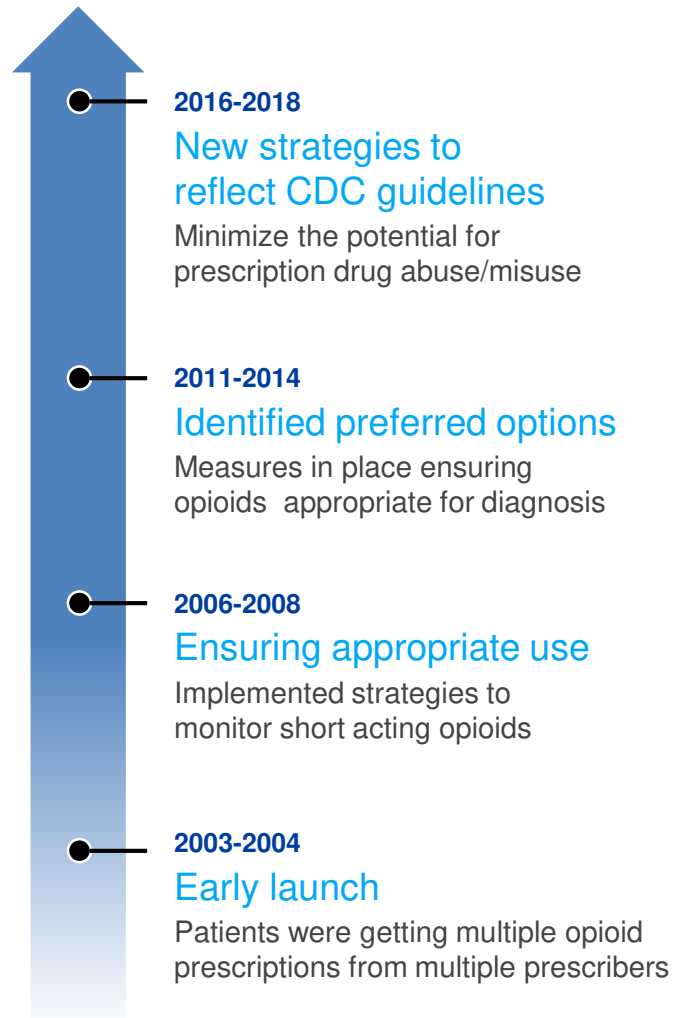 2016-2018
New strategies to
reflect CDC guidelines
Minimize the potential for
prescription drug abuse/misuse
2011-2014
Identified preferred options
Measures in place ensuring
opioids  appropriate for diagnosis
2006-2008
Ensuring appropriate use
Implemented strategies to
monitor short acting opioids
2003-2004
Early launch
Patients were getting multiple opioid
prescriptions from multiple prescribers